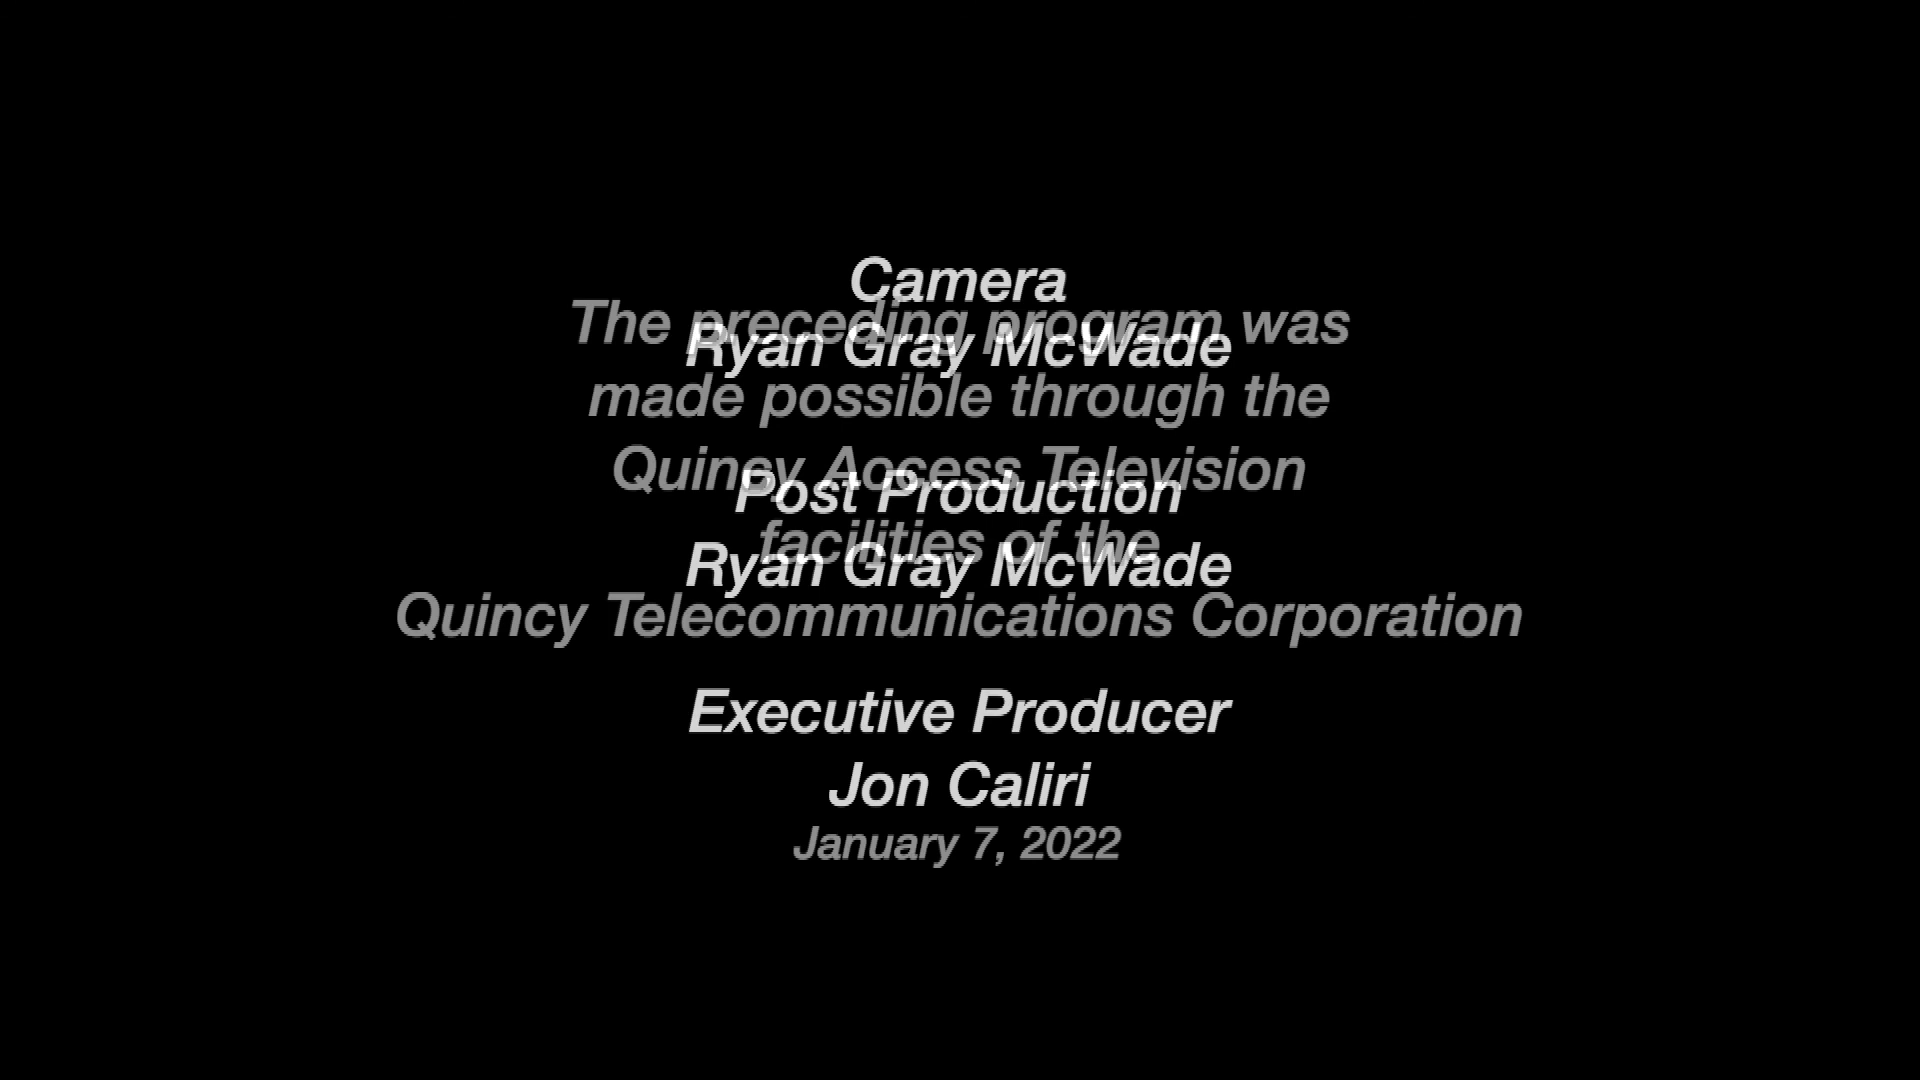 Camera
The preceding program was
Ryan Gray McWade
made possible through the
Quincy Access Television
Post Production
facilities of the
Ryan Gray McWade
Quincy Telecommunications Corporation
Executive Producer
Jon Caliri
January 7, 2022